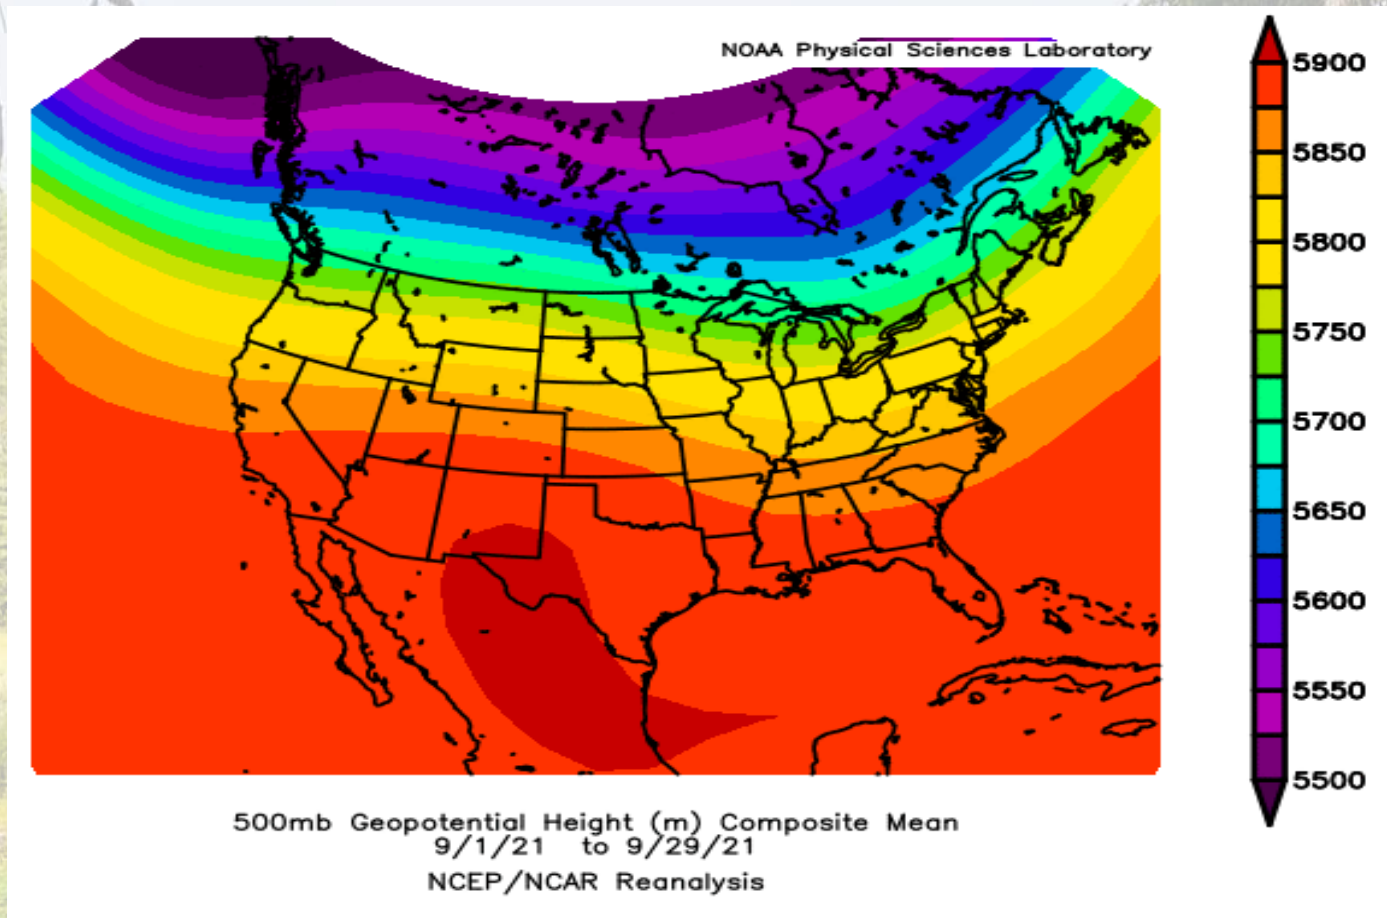 NOAA Physical Sciences Laboratory
5900
5850
5800
5750
5700
5650
5600
5550
5500
500mb Geopotential Height (m) Composite Mean
9/1/21 to 9/29/21
NCEP/NCAR Reanalysis